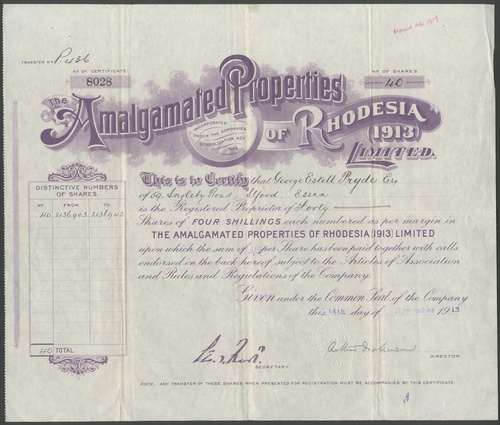 TRANSFER No P.436
No OF CERTIFICATE.
8028
No OF SHARES.
40
The Amalgamated Properties
OF RHODESIA
(1913)
LIMITED.
INCORPORATED
UNDER THE COMPANIES
CONSOLIDATION ACT
1908
DISTINCTIVE NUMBERS
OF SHARES.
No FROM TO
40
40 TOTAL
This is to Certify that George Estell Pryde Esq
of 59, Ingleby Road, Ilford Essex
is the Registered Proprietor of Forty
Shares of FOUR SHILLINGS each numbered as per margin in
THE AMALGAMATED PROPERTIES OF RHODESIA (1913) LIMITED
upon which the sum of per Share has been paid together with calls
endorsed on the back hereof subject to the Articles of Association
and Rules and Regulations of the Company.
Given under the Common Seal of the Company
this 14th day of 1913
SECRETARY
DIRECTOR.
NOTE. ANY TRANSFER OF THESE SHARES WHEN PRESENTED FOR REGISTRATION MUST BE ACCOMPANIED BY THIS CERTIFICATE.